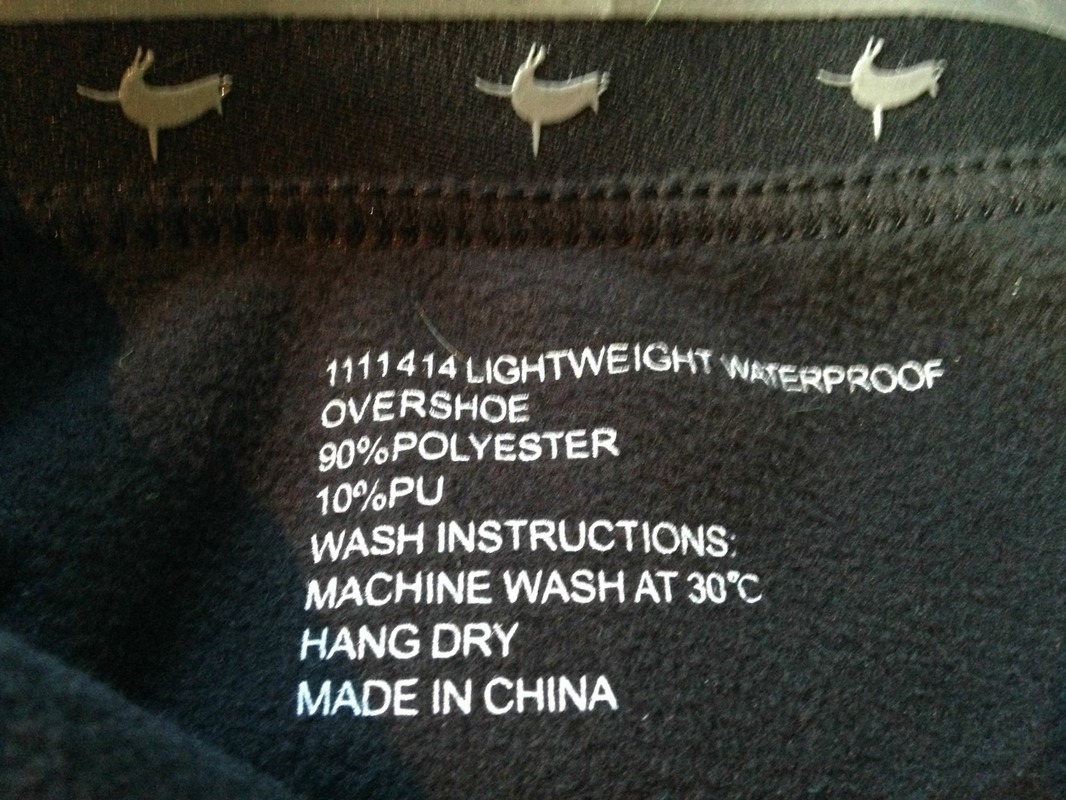 1111414 LIGHTWEIGHT WATERPROOF
OVERSHOE
90%POLYESTER
10%PU
WASH INSTRUCTIONS:
MACHINE WASH AT 30℃
HANG DRY
MADE IN CHINA